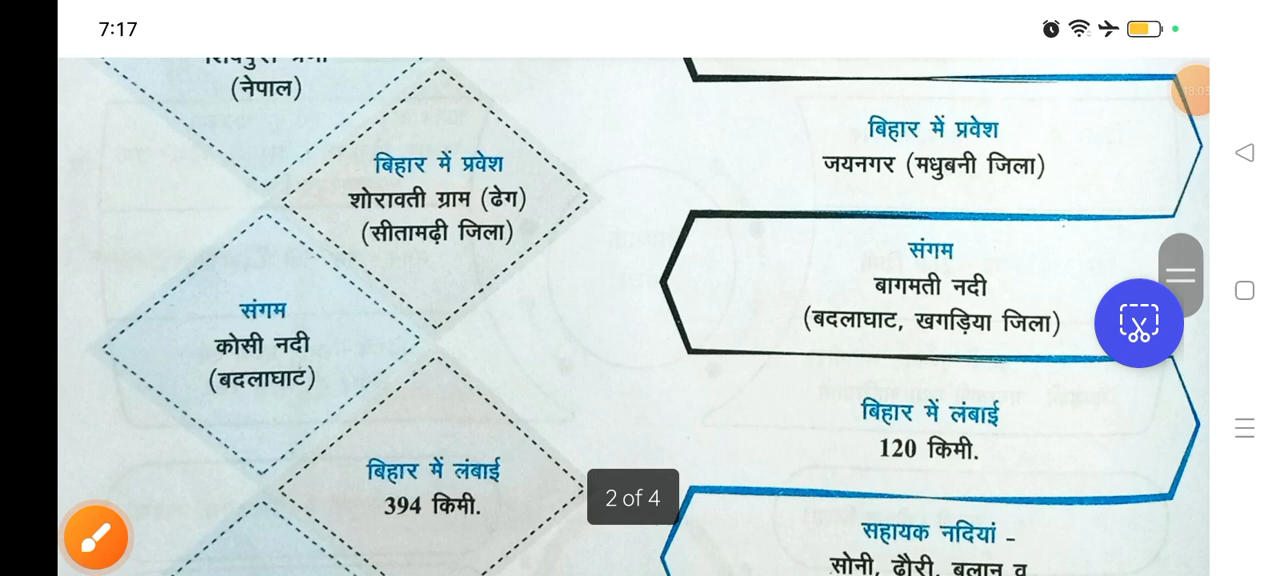 7:17
(नेपाल)
बिहार में प्रवेश
शोरावती ग्राम (ढेंग)
(सीतामढ़ी जिला)
संगम
कोसी नदी
(बदलाघाट)
बिहार में लंबाई
394 किमी.
बिहार में प्रवेश
जयनगर (मधुबनी जिला)
संगम
बागमती नदी
(बदलाघाट, खगड़िया जिला)
बिहार में लंबाई
120 किमी.
सहायक नदियां -
सोनी, ढौरी, बलान व
2 of 4